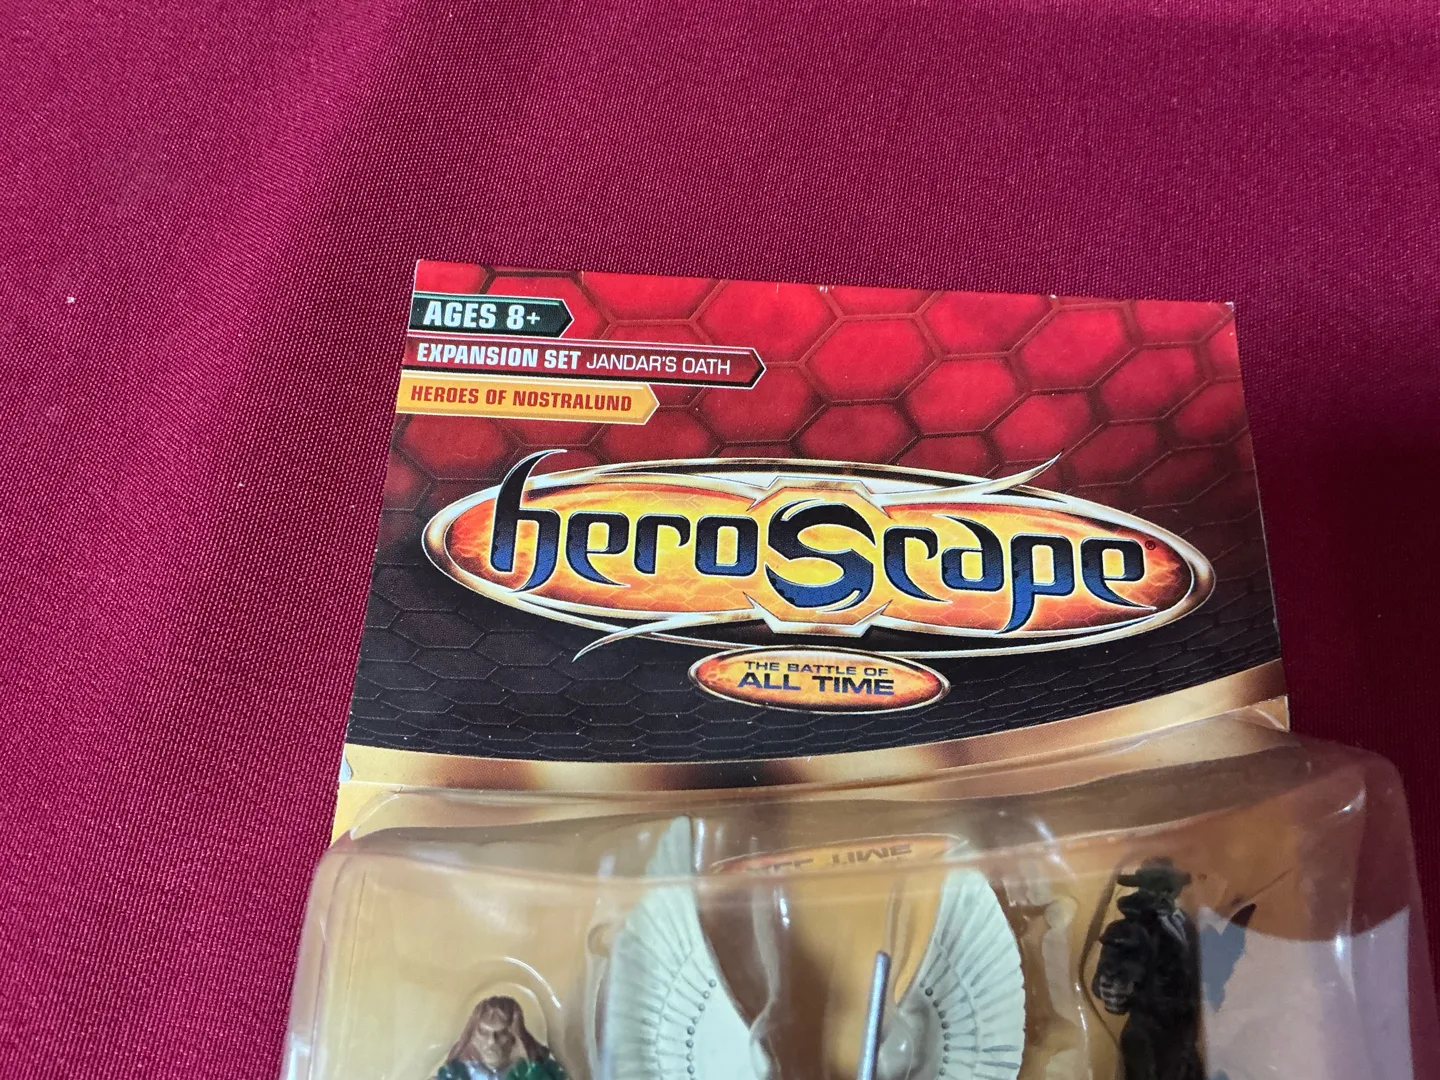 AGES 8+
EXPANSION SET JANDAR'S OATH
HEROES OF NOSTRALUND
heroScape®
THE BATTLE OF
ALL TIME